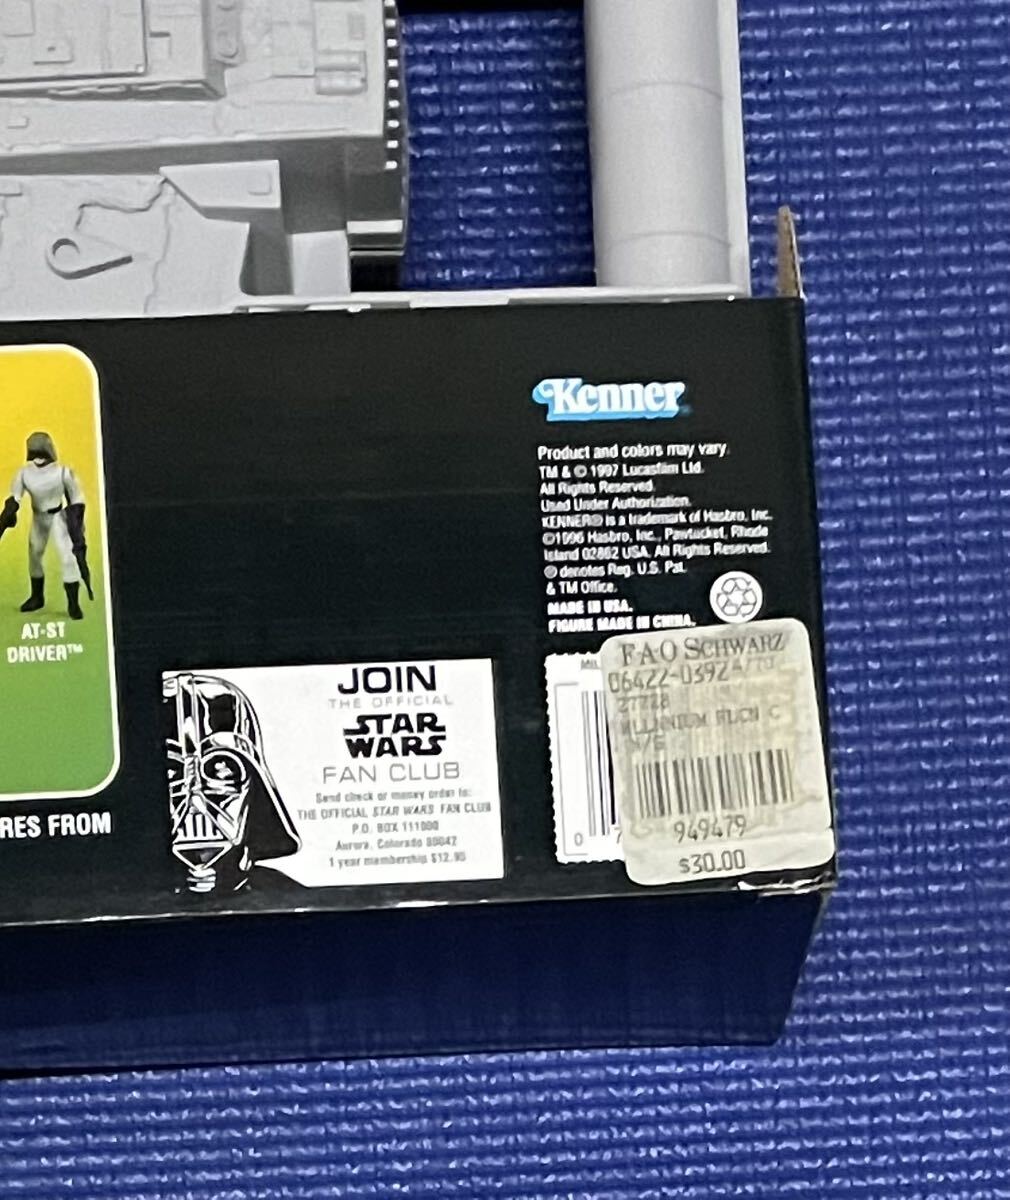 Kenner
Product and colors may vary.
TM & © 1997 Lucasfilm Ltd.
All Rights Reserved.
Used Under Authorization.
KENNER® is a trademark of Hasbro, Inc.
©1996 Hasbro, Inc., Pawtucket, Rhode
Island 02862 USA. All Rights Reserved.
® denotes Reg. U.S. Pat.
& TM Office.
MADE IN USA.
FIGURE MADE IN CHINA.
AT-ST
DRIVER™
RES FROM
JOIN
THE OFFICIAL
STAR
WARS
FAN CLUB
Send check or money order to:
THE OFFICIAL STAR WARS FAN CLUB
P.O. BOX 111000
Aurora, Colorado 80042
1 year membership $12.95
MIL
F·A·O SCHWARZ
06422-0392
27728
0 7
949479
$30.00